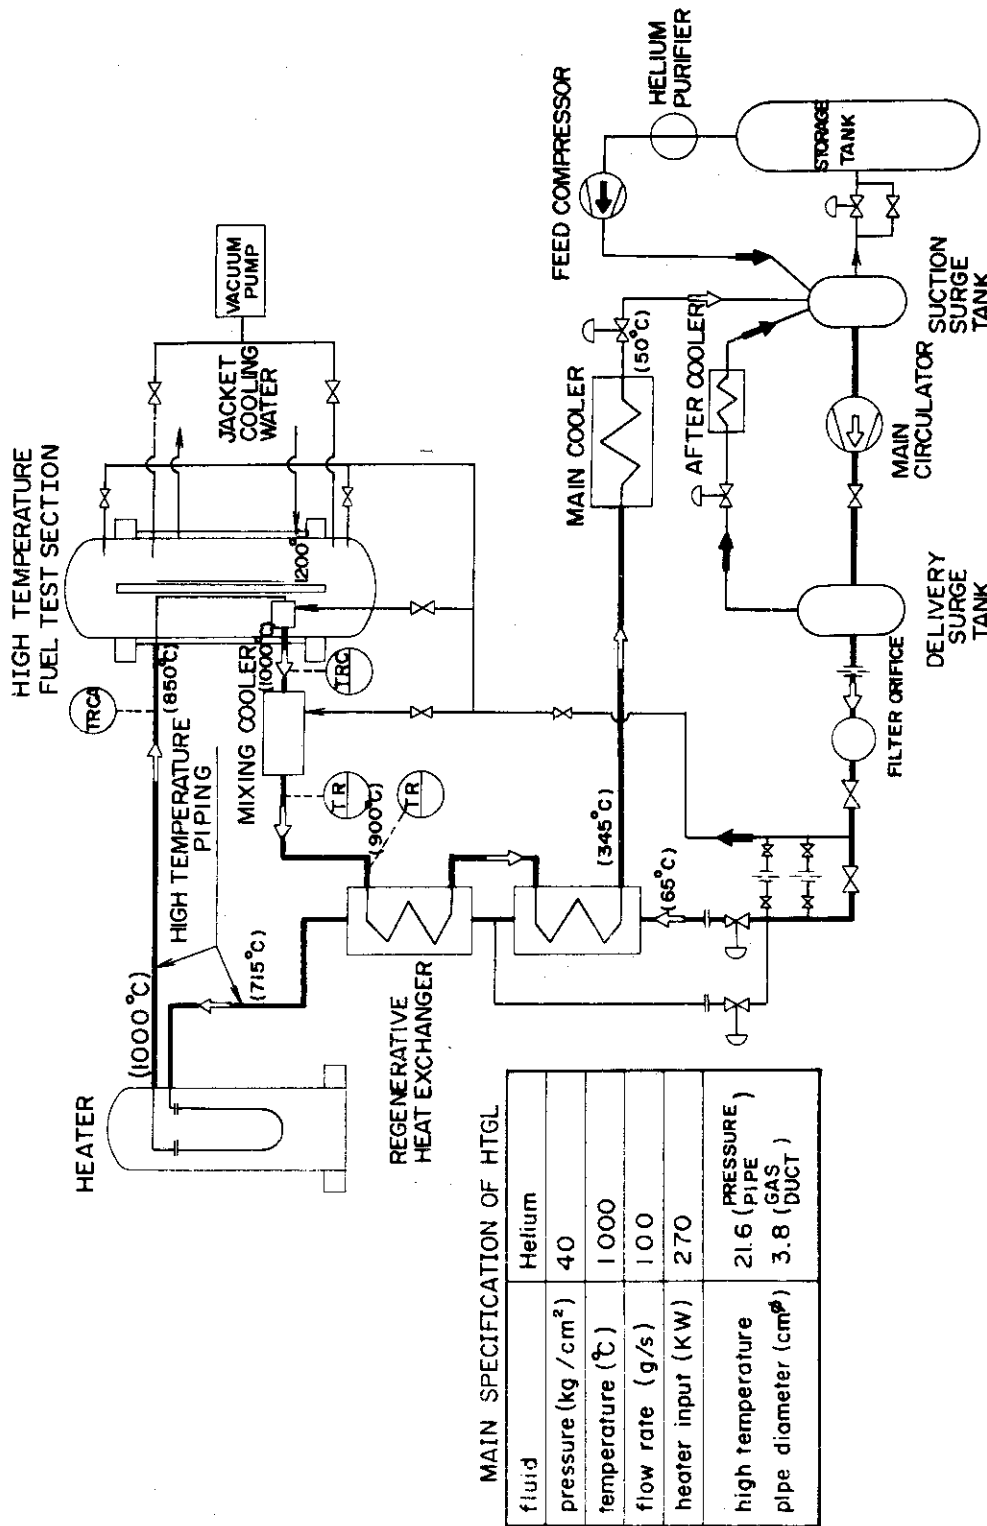 HIGH TEMPERATURE
FUEL TEST SECTION
HEATER
(1000°C)
HIGH TEMPERATURE
PIPING
TRCA
(850°C)
(715°C)
MIXING COOLER
(1000°
TRC
1200°
JACKET
COOLING
WATER
VACUUM
PUMP
TR
(900°C)
TR
REGENERATIVE
HEAT EXCHANGER
(345°C)
(65°C)
MAIN COOLER
(50°C)
FEED COMPRESSOR
HELIUM
PURIFIER
AFTER COOLER
STORAGE
TANK
FILTER ORIFICE
DELIVERY
SURGE
TANK
MAIN
CIRCULATOR
SUCTION
SURGE
TANK
MAIN SPECIFICATION OF HTGL
fluid Helium
pressure (kg/cm²) 40
temperature (°C) 1000
flow rate (g/s) 100
heater input (KW) 270
high temperature 21.6 (PRESSURE PIPE)
pipe diameter (cmø) 3.8 (GAS DUCT)